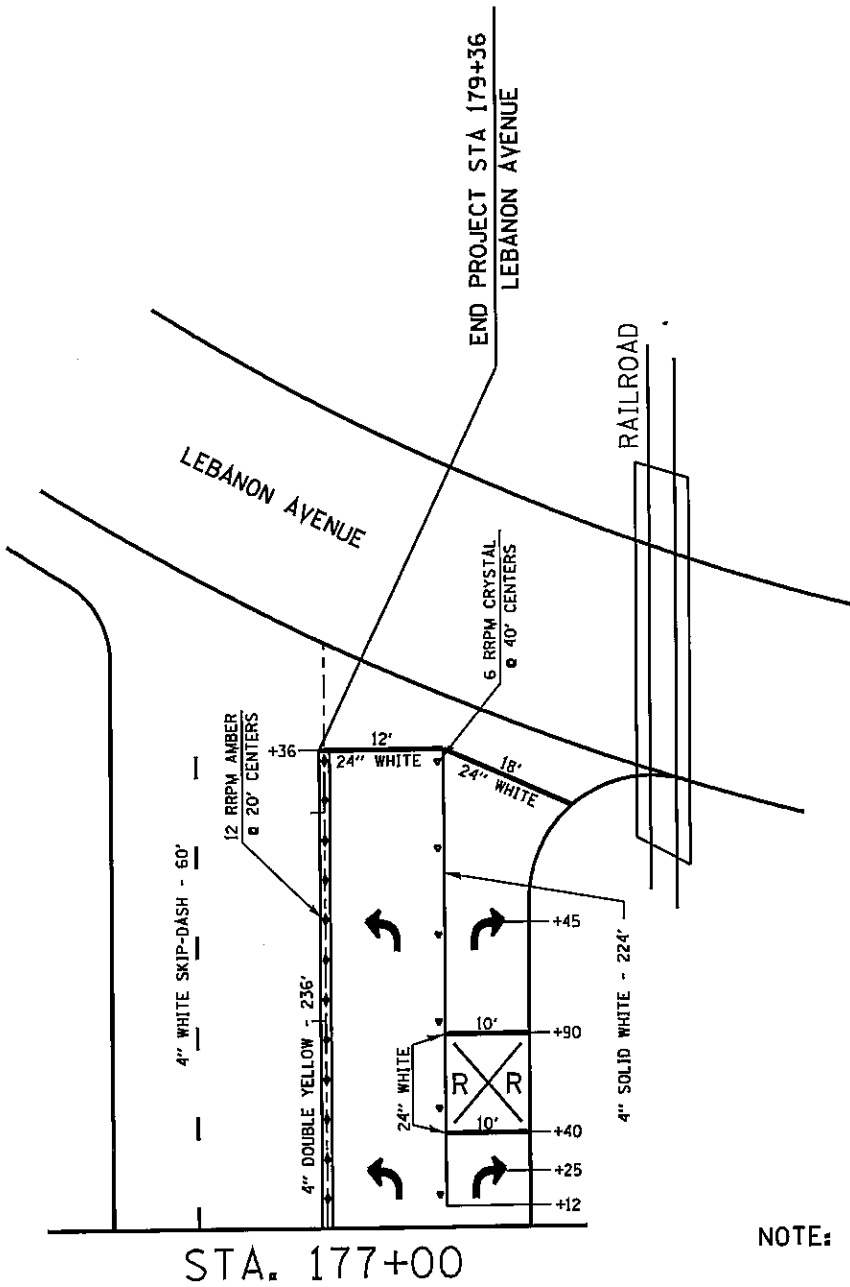 END PROJECT STA 179+36
LEBANON AVENUE
RAILROAD
LEBANON AVENUE
6 RRPM CRYSTAL
@ 40' CENTERS
12 RRPM AMBER
@ 20' CENTERS
+36
12'
24" WHITE
18'
24" WHITE
4" WHITE SKIP-DASH - 60'
4" DOUBLE YELLOW - 236'
+45
4" SOLID WHITE - 224'
10'
+90
24" WHITE
R R
10'
+40
+25
+12
STA. 177+00
NOTE: